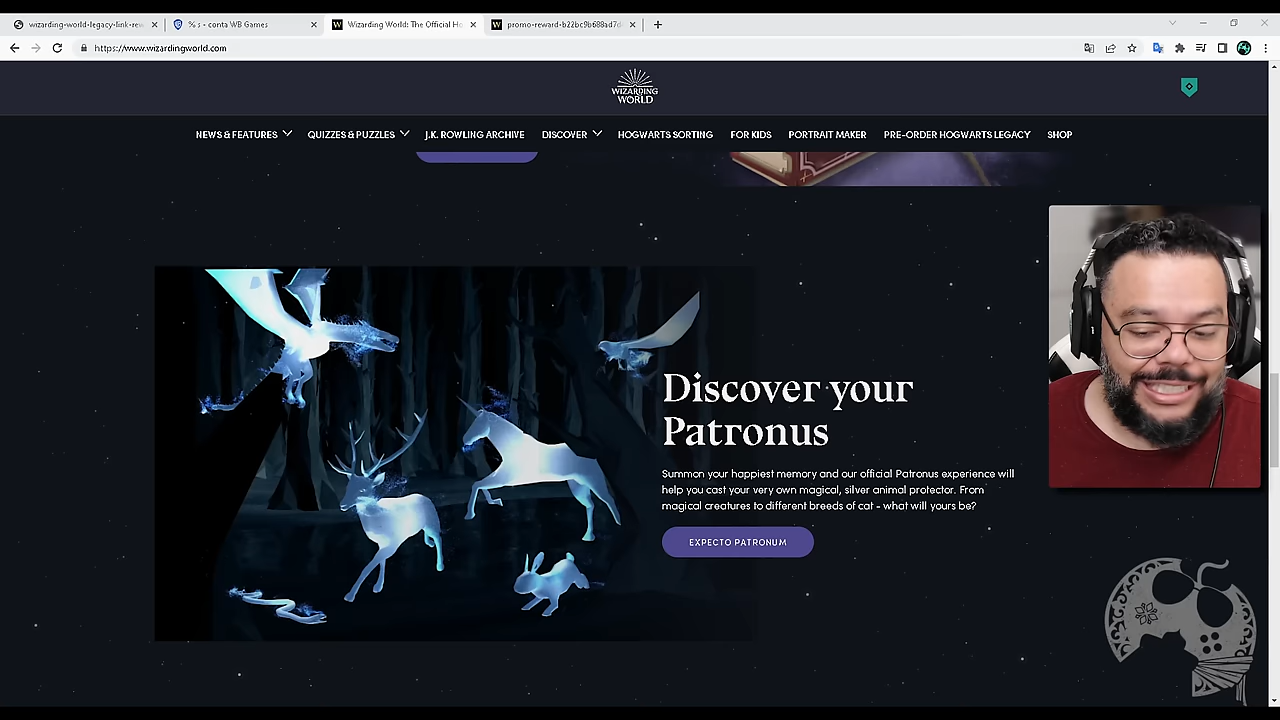 wizarding-world-legacy-link-rew
% s - conta WB Games
Wizarding World: The Official Ho
promo-reward-b22bc9b688ad7d
https://www.wizardingworld.com
WIZARDING
WORLD
NEWS & FEATURES
QUIZZES & PUZZLES
J.K. ROWLING ARCHIVE
DISCOVER
HOGWARTS SORTING
FOR KIDS
PORTRAIT MAKER
PRE-ORDER HOGWARTS LEGACY
SHOP
Discover your
Patronus
Summon your happiest memory and our official Patronus experience will
help you cast your very own magical, silver animal protector. From
magical creatures to different breeds of cat - what will yours be?
EXPECTO PATRONUM